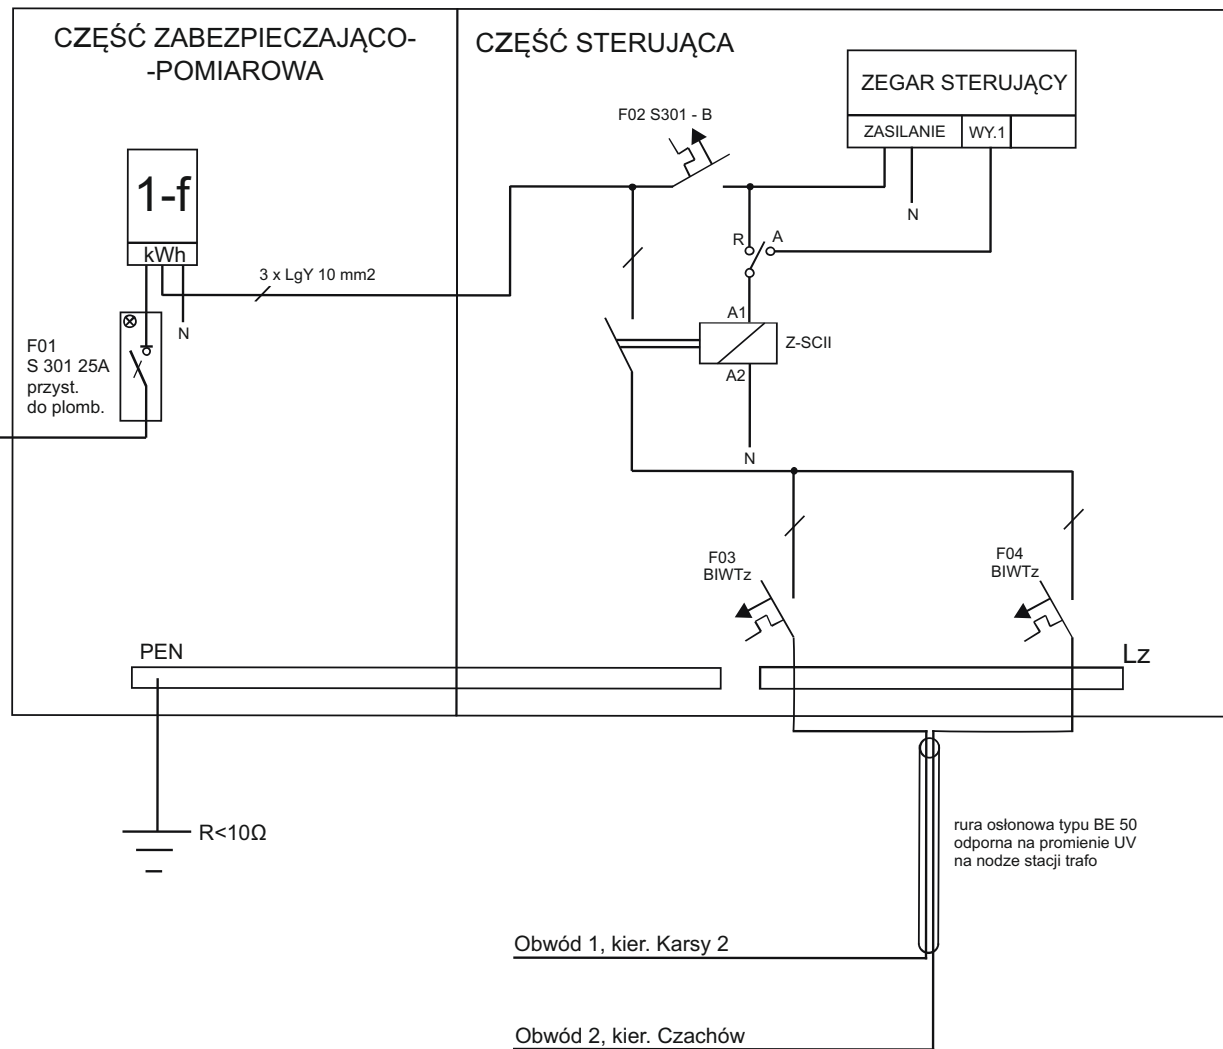 CZĘŚĆ ZABEZPIECZAJĄCO-
-POMIAROWA
CZĘŚĆ STERUJĄCA
ZEGAR STERUJĄCY
ZASILANIE
WY.1
F02 S301 - B
1-f
kWh
N
R
A
3 x LgY 10 mm2
N
A1
Z-SCII
A2
F01
S 301 25A
przyst.
do plomb.
N
F03
BIWTz
F04
BIWTz
PEN
Lz
R<10Ω
rura osłonowa typu BE 50
odporna na promienie UV
na nodze stacji trafo
Obwód 1, kier. Karsy 2
Obwód 2, kier. Czachów